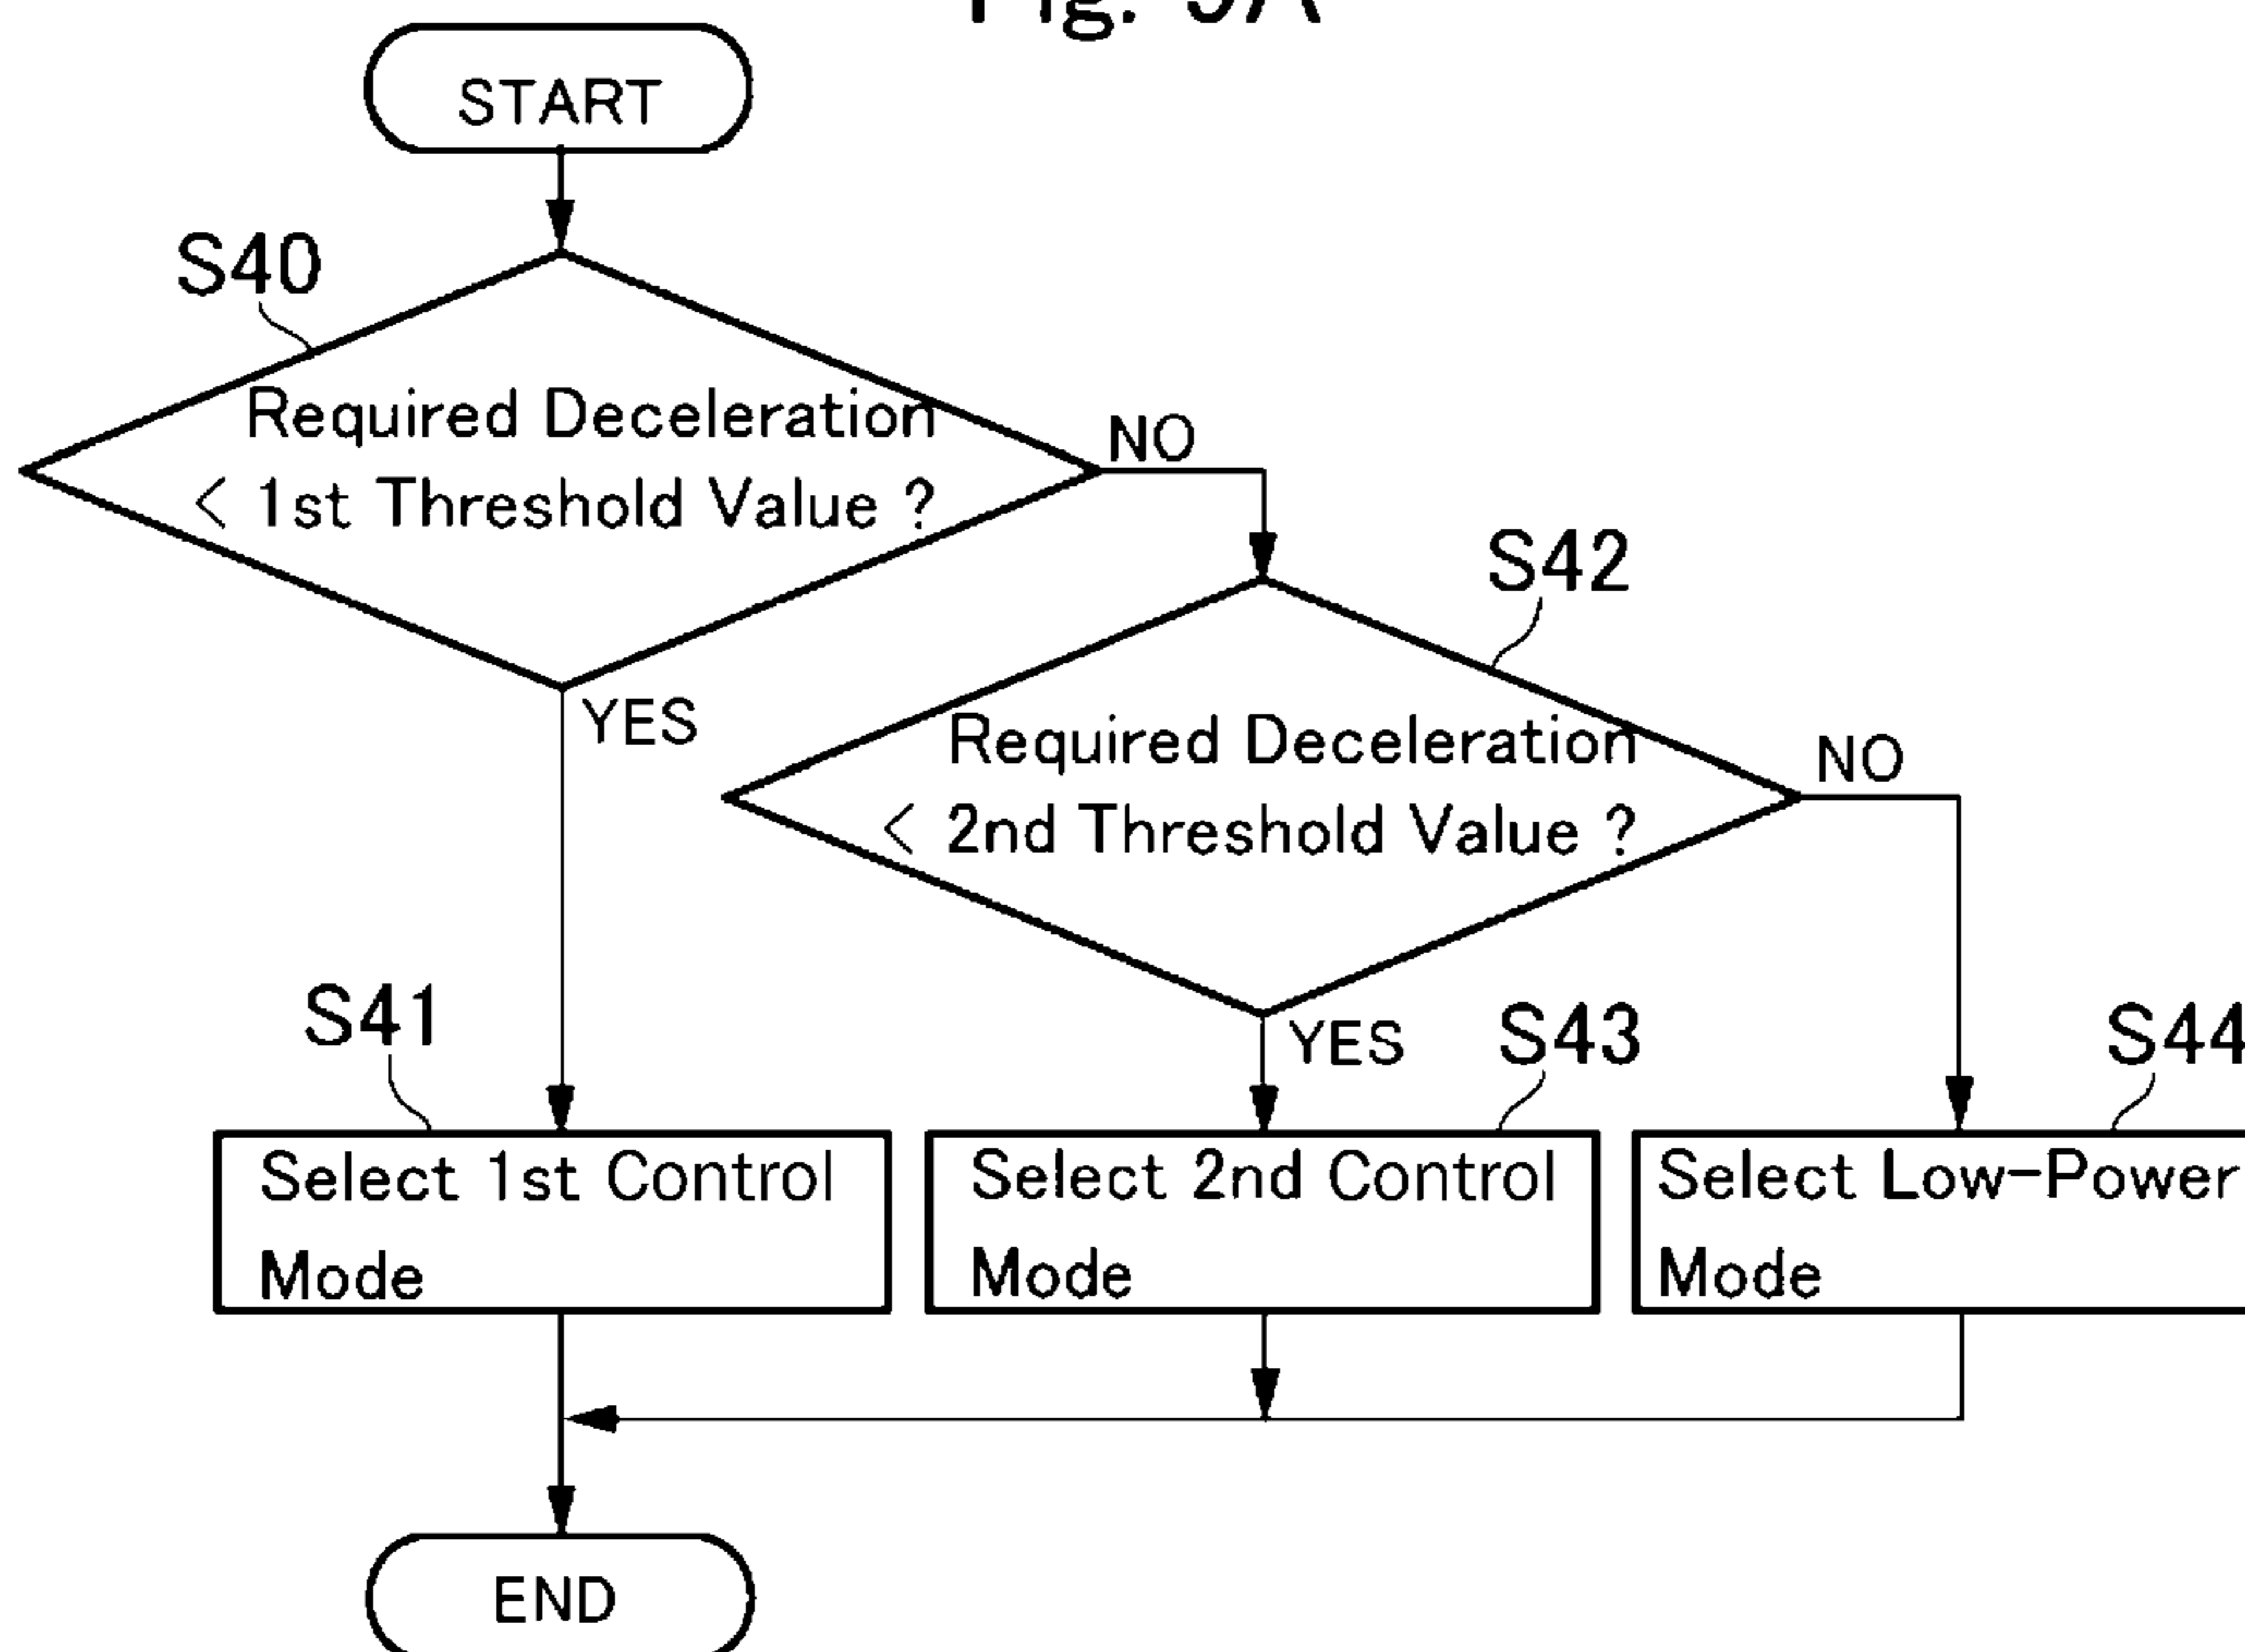 START
S40
Required Deceleration
< 1st Threshold Value ?
NO
YES
S42
Required Deceleration
< 2nd Threshold Value ?
NO
YES
S41
Select 1st Control
Mode
S43
Select 2nd Control
Mode
S44
Select Low-Power
Mode
END